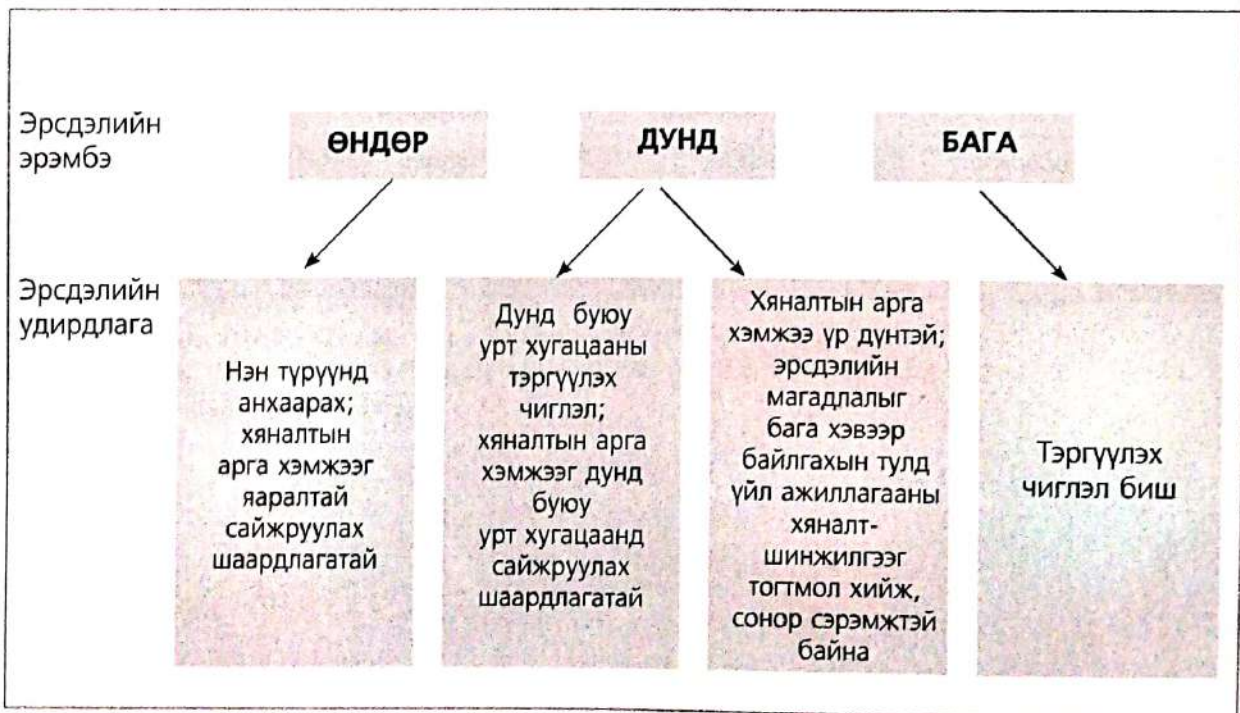 Эрсдэлийн
эрэмбэ
ӨНДӨР
ДУНД
БАГА
Эрсдэлийн
удирдлага
Нэн түрүүнд
анхаарах;
хяналтын
арга хэмжээг
яаралтай
сайжруулах
шаардлагатай
Дунд буюу
урт хугацааны
тэргүүлэх
чиглэл;
хяналтын арга
хэмжээг дунд
буюу
урт хугацаанд
сайжруулах
шаардлагатай
Хяналтын арга
хэмжээ үр дүнтэй;
эрсдэлийн
магадлалыг
бага хэвээр
байлгахын тулд
үйл ажиллагааны
хяналт-
шинжилгээг
тогтмол хийж,
сонор сэрэмжтэй
байна
Тэргүүлэх
чиглэл биш